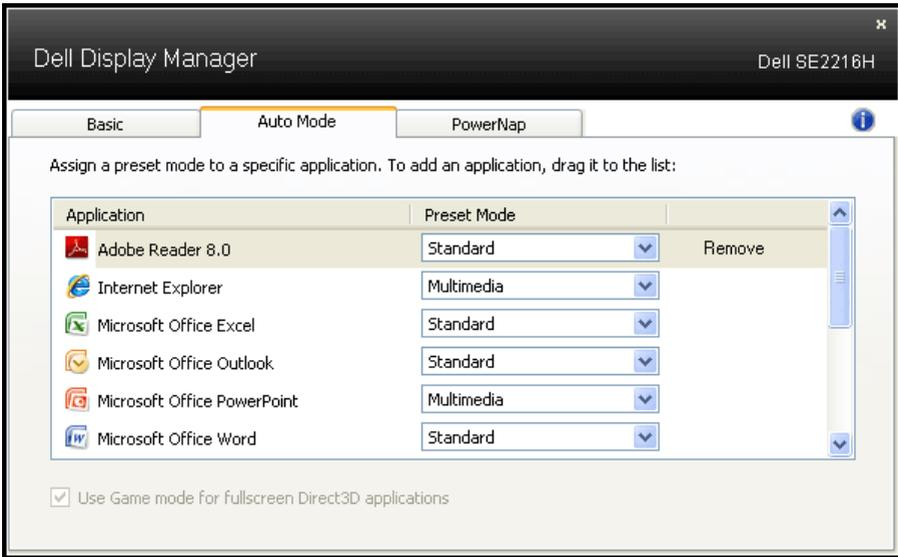 x
Dell Display Manager Dell SE2216H
Basic Auto Mode PowerNap
Assign a preset mode to a specific application. To add an application, drag it to the list:
Application Preset Mode
Adobe Reader 8.0 Standard Remove
Internet Explorer Multimedia
Microsoft Office Excel Standard
Microsoft Office Outlook Standard
Microsoft Office PowerPoint Multimedia
Microsoft Office Word Standard
Use Game mode for fullscreen Direct3D applications